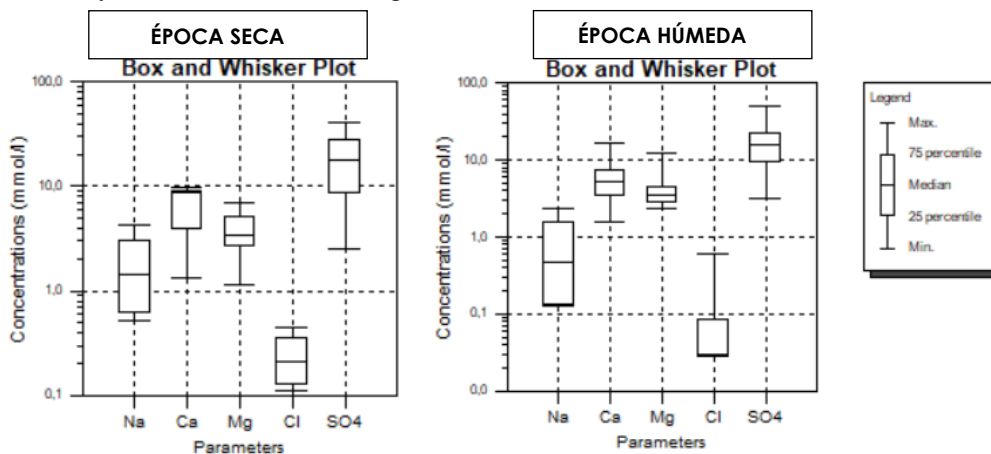 ÉPOCA SECA
Box and Whisker Plot
100,0
10,0
1,0
0,1
Concentrations (mmol/l)
Na Ca Mg Cl SO4
Parameters
ÉPOCA HÚMEDA
Box and Whisker Plot
100,0
10,0
1,0
0,1
0,0
Concentrations (mmol/l)
Na Ca Mg Cl SO4
Parameters
Legend
Max.
75 percentile
Median
25 percentile
Min.